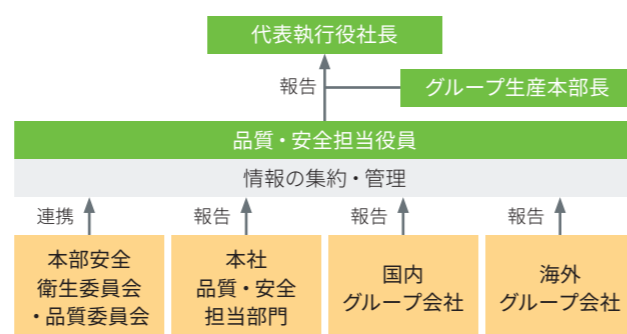 代表執行役社長
報告
グループ生産本部長
品質・安全担当役員
情報の集約・管理
連携
報告
報告
報告
本部安全
衛生委員会
・品質委員会
本社
品質・安全
担当部門
国内
グループ会社
海外
グループ会社